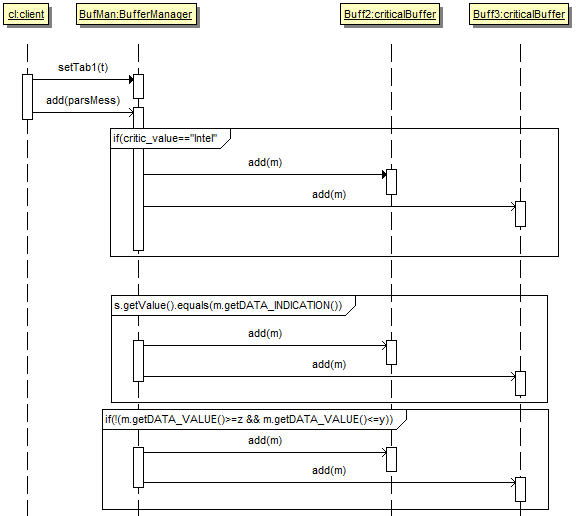 cl:client BufMan:BufferManager Buff2:criticalBuffer Buff3:criticalBuffer
setTab1(t)
add(parsMess)
if(critic_value=="Intel"
add(m)
add(m)
s.getValue().equals(m.getDATA_INDICATION())
add(m)
add(m)
if(!(m.getDATA_VALUE()>=z && m.getDATA_VALUE()<=y))
add(m)
add(m)